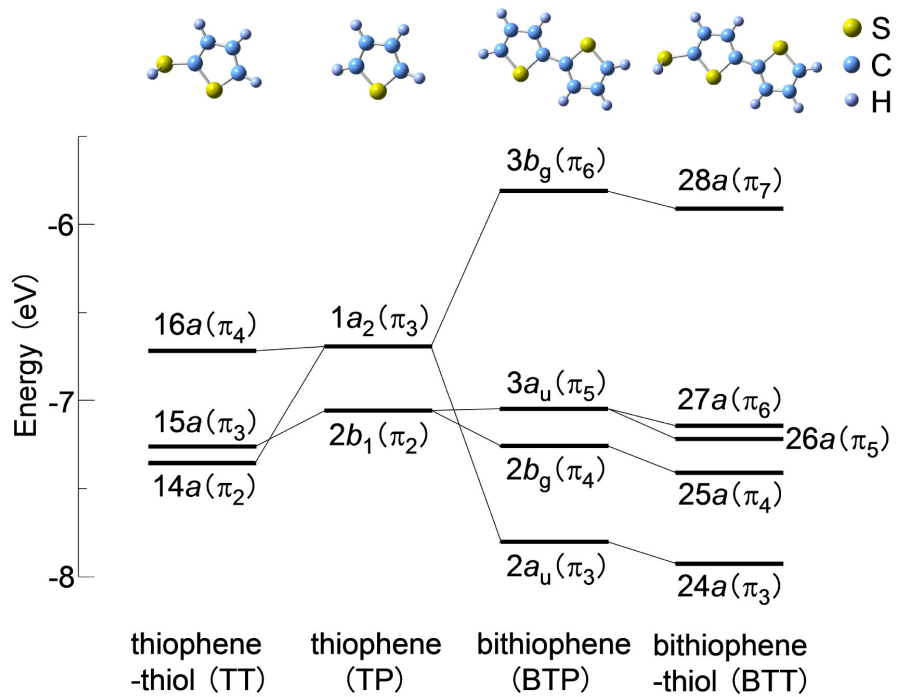 S
C
H
Energy (eV)
-6
-7
-8
16a(π4)
15a(π3)
14a(π2)
1a2(π3)
2b1(π2)
3bg(π6)
3au(π5)
2bg(π4)
2au(π3)
28a(π7)
27a(π6)
26a(π5)
25a(π4)
24a(π3)
thiophene
-thiol (TT)
thiophene
(TP)
bithiophene
(BTP)
bithiophene
-thiol (BTT)